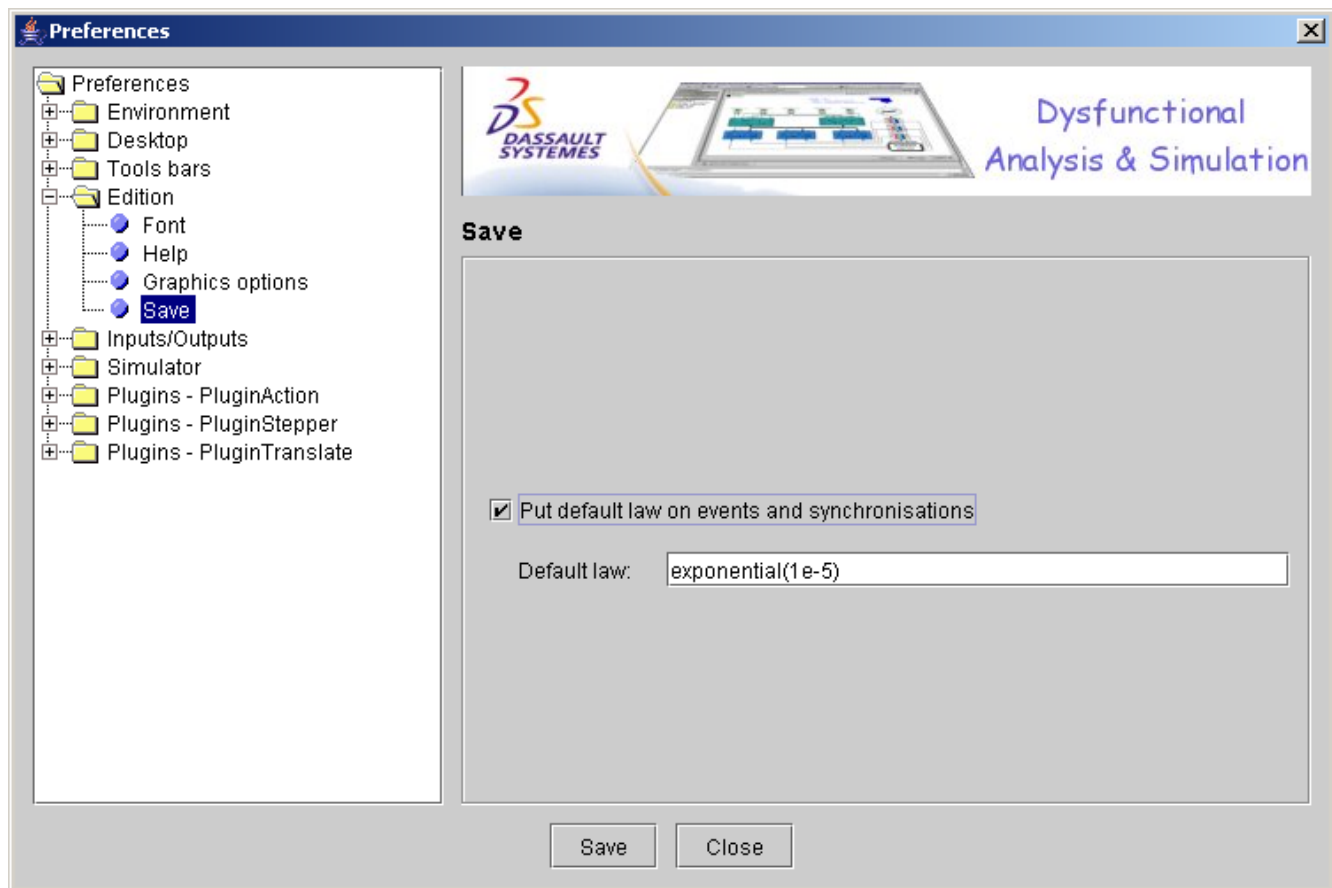 Preferences
Preferences
Environment
Desktop
Tools bars
Edition
Font
Help
Graphics options
Save
Inputs/Outputs
Simulator
Plugins - PluginAction
Plugins - PluginStepper
Plugins - PluginTranslate
DASSAULT
SYSTEMES
Dysfunctional
Analysis & Simulation
Save
Put default law on events and synchronisations
Default law: exponential(1e-5)
Save Close